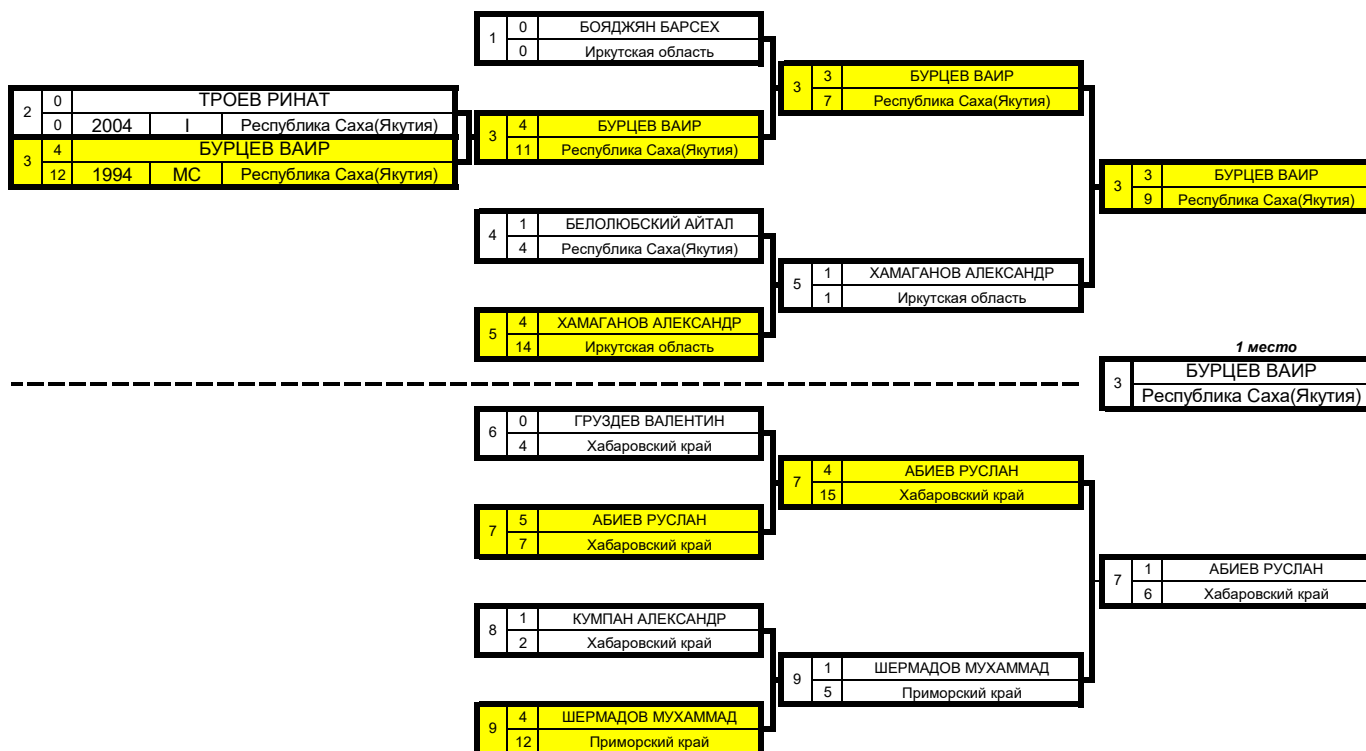 1 0 БОЯДЖЯН БАРСЕХ
0 Иркутская область
2 0 ТРОЕВ РИНАТ
0 2004 I Республика Саха(Якутия)
3 4 БУРЦЕВ ВАИР
12 1994 МС Республика Саха(Якутия)
3 4 БУРЦЕВ ВАИР
11 Республика Саха(Якутия)
3 3 БУРЦЕВ ВАИР
7 Республика Саха(Якутия)
3 3 БУРЦЕВ ВАИР
9 Республика Саха(Якутия)
4 1 БЕЛОЛЮБСКИЙ АЙТАЛ
4 Республика Саха(Якутия)
5 1 ХАМАГАНОВ АЛЕКСАНДР
1 Иркутская область
5 4 ХАМАГАНОВ АЛЕКСАНДР
14 Иркутская область
1 место
3 БУРЦЕВ ВАИР
Республика Саха(Якутия)
6 0 ГРУЗДЕВ ВАЛЕНТИН
4 Хабаровский край
7 4 АБИЕВ РУСЛАН
15 Хабаровский край
7 5 АБИЕВ РУСЛАН
7 Хабаровский край
7 1 АБИЕВ РУСЛАН
6 Хабаровский край
8 1 КУМПАН АЛЕКСАНДР
2 Хабаровский край
9 1 ШЕРМАДОВ МУХАММАД
5 Приморский край
9 4 ШЕРМАДОВ МУХАММАД
12 Приморский край